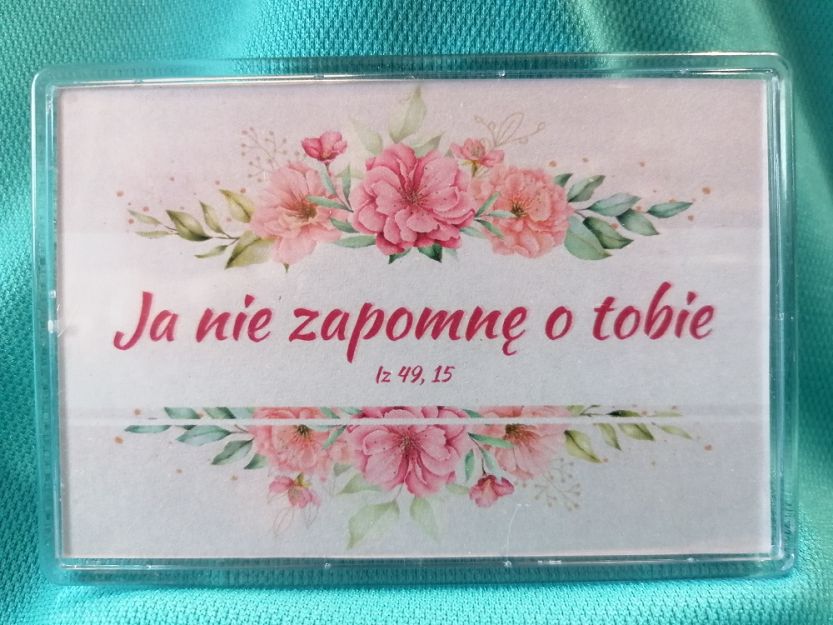 Ja nie zapomnę o tobie
Iz 49, 15